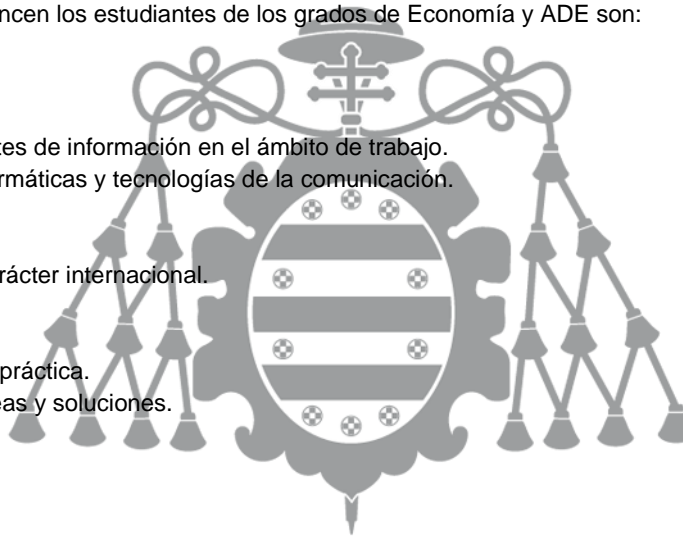 ncen los estudiantes de los grados de Economía y ADE son:
tes de información en el ámbito de trabajo.
rmáticas y tecnologías de la comunicación.
rácter internacional.
práctica.
eas y soluciones.